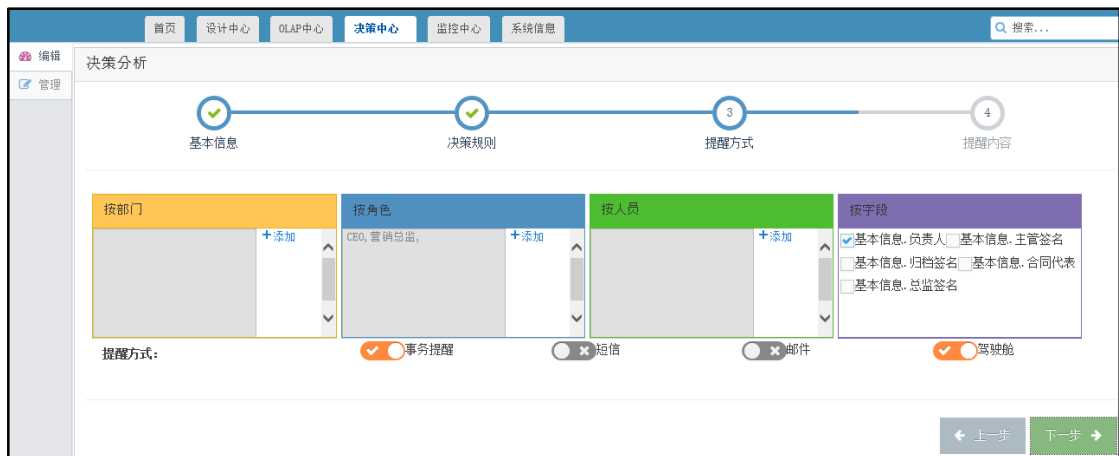 首页 设计中心 OLAP中心 决策中心 监控中心 系统信息 搜索...
编辑
管理
决策分析
3 4
基本信息 决策规则 提醒方式 提醒内容
按部门 按角色 按人员 按字段
+添加 CEO,营销总监, +添加 +添加 基本信息.负责人 基本信息.主管签名
基本信息.归档签名 基本信息.合同代表
基本信息.总监签名
提醒方式: 事务提醒 短信 邮件 驾驶舱
上一步 下一步